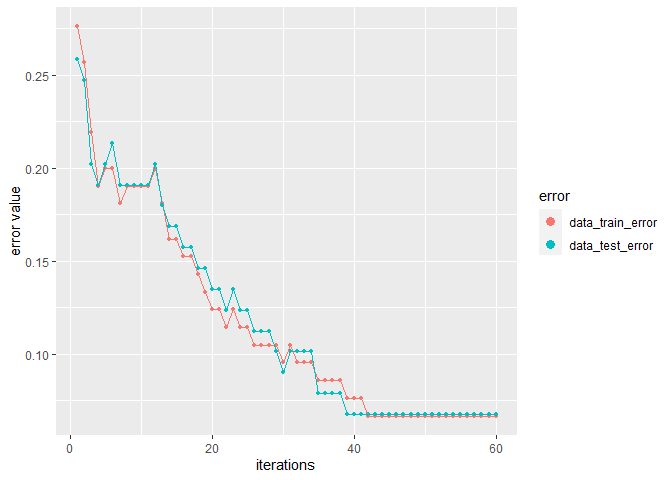 0.25
0.20
0.15
0.10
error value
0
20
40
60
iterations
error
data_train_error
data_test_error